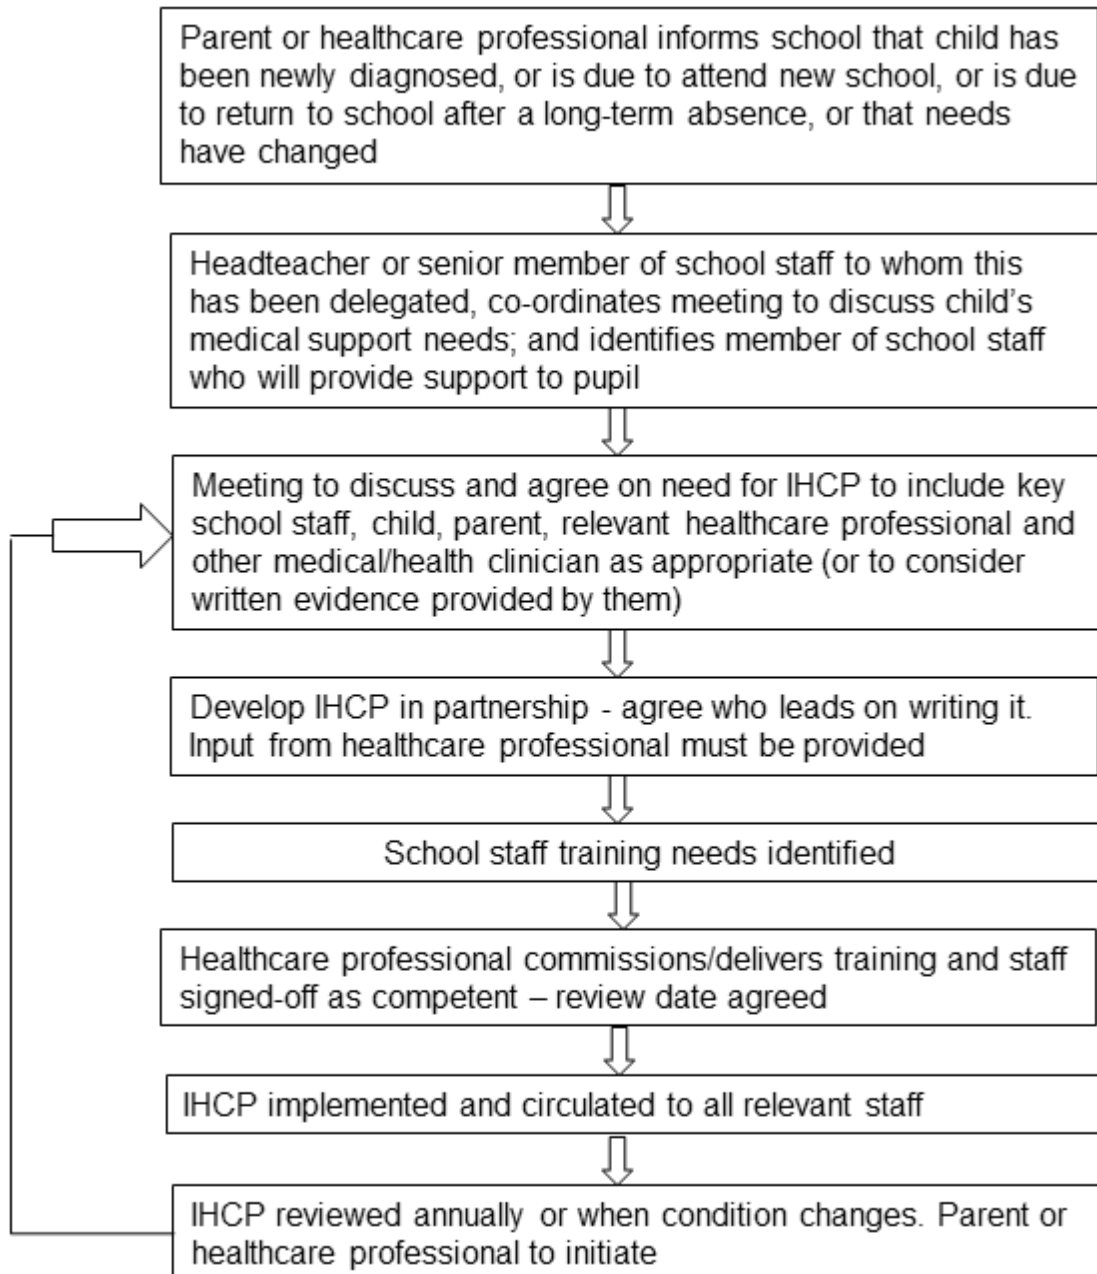 Parent or healthcare professional informs school that child has
been newly diagnosed, or is due to attend new school, or is due
to return to school after a long-term absence, or that needs
have changed
Headteacher or senior member of school staff to whom this
has been delegated, co-ordinates meeting to discuss child's
medical support needs; and identifies member of school staff
who will provide support to pupil
Meeting to discuss and agree on need for IHCP to include key
school staff, child, parent, relevant healthcare professional and
other medical/health clinician as appropriate (or to consider
written evidence provided by them)
Develop IHCP in partnership - agree who leads on writing it.
Input from healthcare professional must be provided
School staff training needs identified
Healthcare professional commissions/delivers training and staff
signed-off as competent – review date agreed
IHCP implemented and circulated to all relevant staff
IHCP reviewed annually or when condition changes. Parent or
healthcare professional to initiate